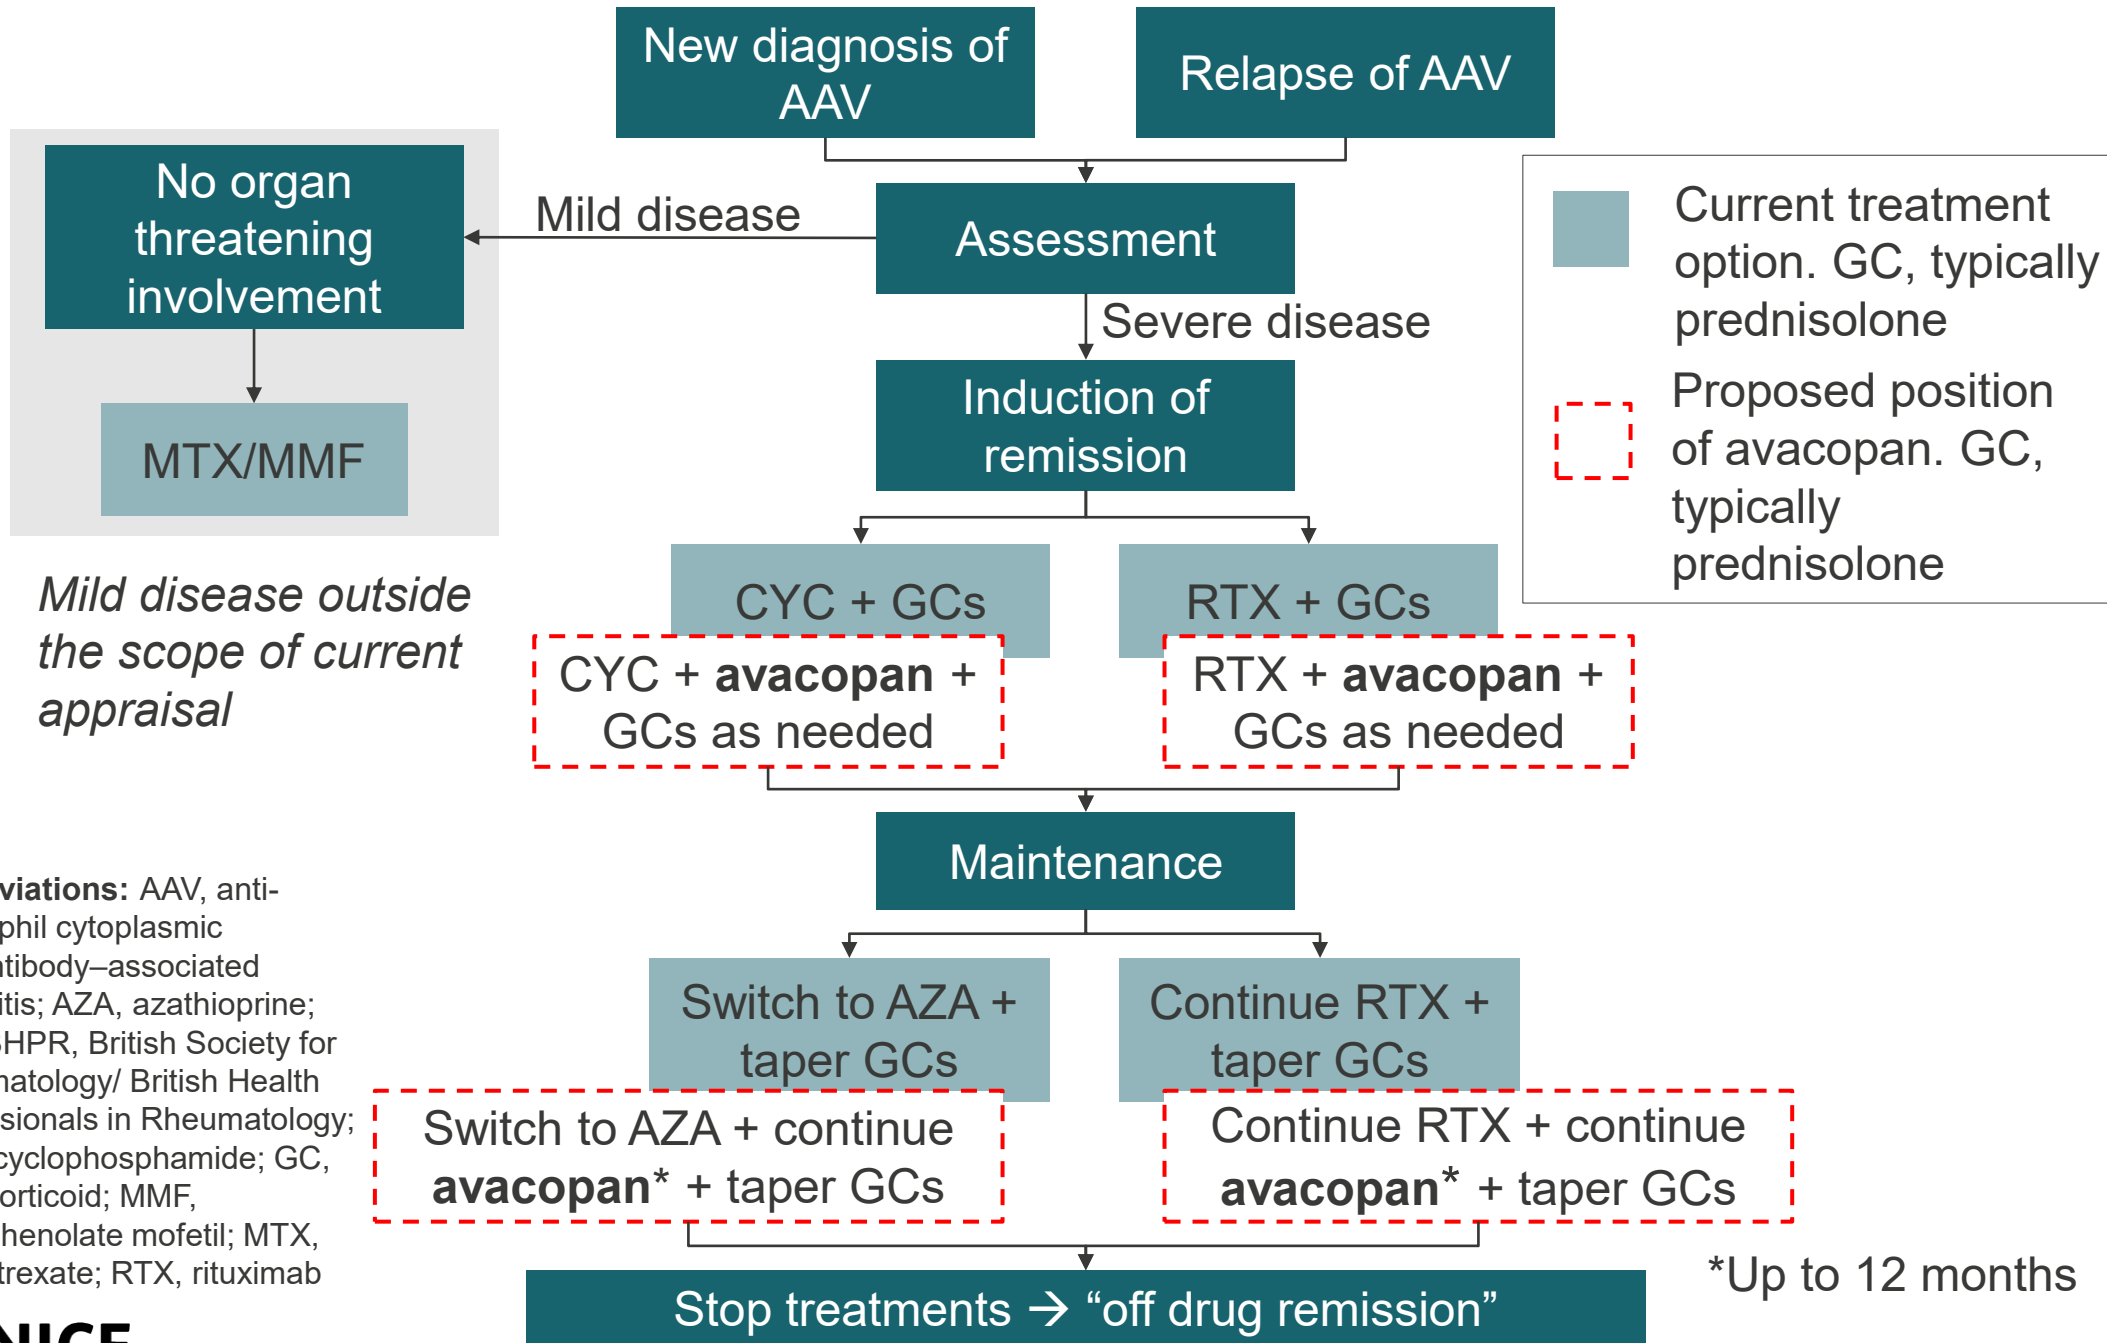 New diagnosis of
AAV
Relapse of AAV
No organ
threatening
involvement
Mild disease
Assessment
Severe disease
MTX/MMF
Induction of
remission
Current treatment
option. GC, typically
prednisolone
Proposed position
of avacopan. GC,
typically
prednisolone
Mild disease outside
the scope of current
appraisal
CYC + GCs
RTX + GCs
CYC + avacopan +
GCs as needed
RTX + avacopan +
GCs as needed
Maintenance
Switch to AZA +
taper GCs
Continue RTX +
taper GCs
Switch to AZA + continue
avacopan* + taper GCs
Continue RTX + continue
avacopan* + taper GCs
Stop treatments → “off drug remission”
*Up to 12 months
viations: AAV, anti-
phil cytoplasmic
ntibody–associated
itis; AZA, azathioprine;
SHPR, British Society for
matology/ British Health
sionals in Rheumatology;
cyclophosphamide; GC,
orticoid; MMF,
henolate mofetil; MTX,
trexate; RTX, rituximab
NICE